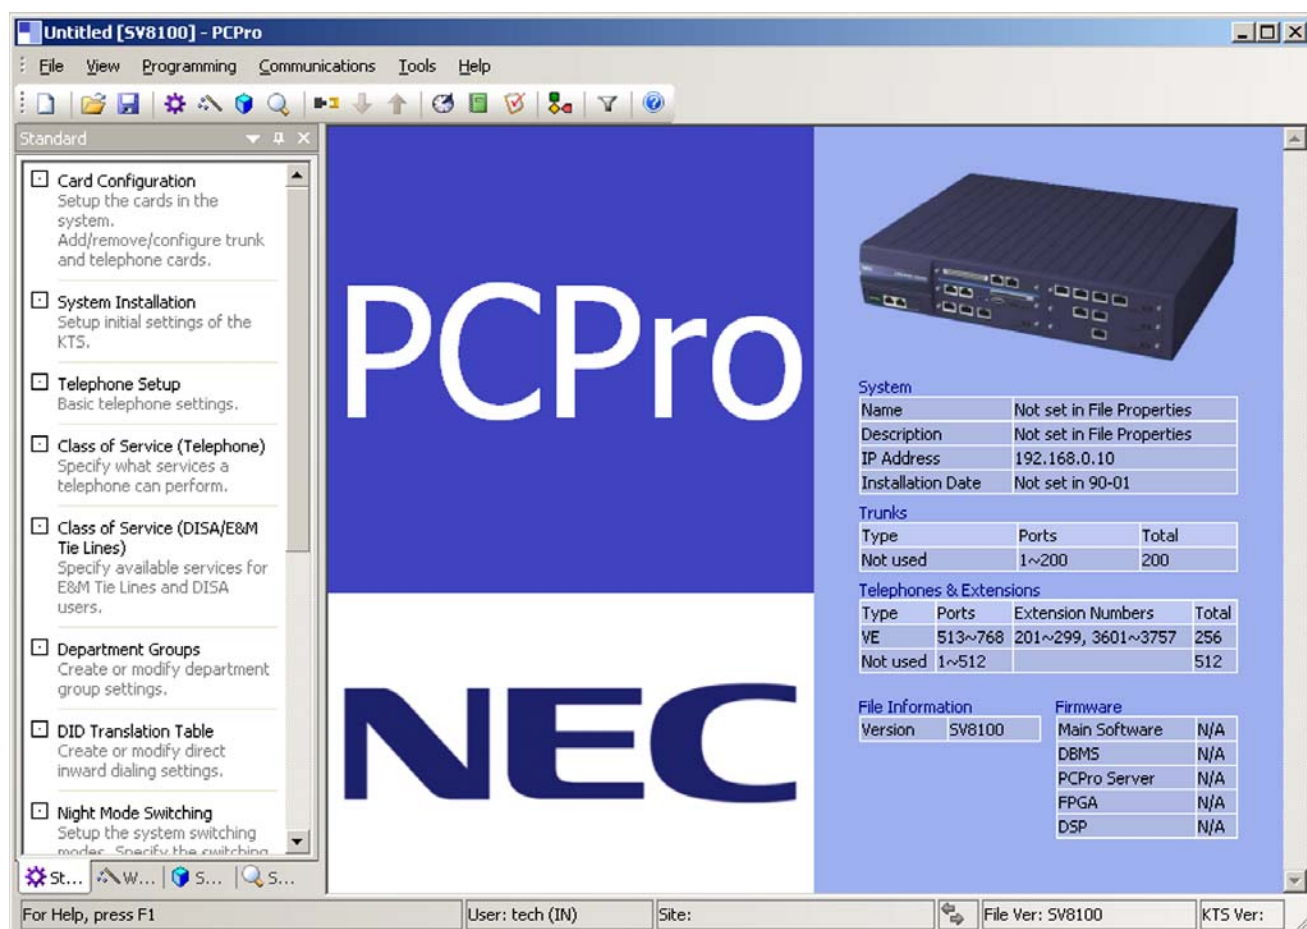 Untitled [SV8100] - PCPro
File View Programming Communications Tools Help
Standard
Card Configuration
Setup the cards in the
system.
Add/remove/configure trunk
and telephone cards.
System Installation
Setup initial settings of the
KTS.
Telephone Setup
Basic telephone settings.
Class of Service (Telephone)
Specify what services a
telephone can perform.
Class of Service (DISA/E&M
Tie Lines)
Specify available services for
E&M Tie Lines and DISA
users.
Department Groups
Create or modify department
group settings.
DID Translation Table
Create or modify direct
inward dialing settings.
Night Mode Switching
Setup the system switching
modes. Specify the switching
St... W... S... S...
PCPro
NEC
System
Name Not set in File Properties
Description Not set in File Properties
IP Address 192.168.0.10
Installation Date Not set in 90-01
Trunks
Type Ports Total
Not used 1~200 200
Telephones & Extensions
Type Ports Extension Numbers Total
VE 513~768 201~299, 3601~3757 256
Not used 1~512 512
File Information
Version SV8100
Firmware
Main Software N/A
DBMS N/A
PCPro Server N/A
FPGA N/A
DSP N/A
For Help, press F1 User: tech (IN) Site: File Ver: SV8100 KTS Ver: